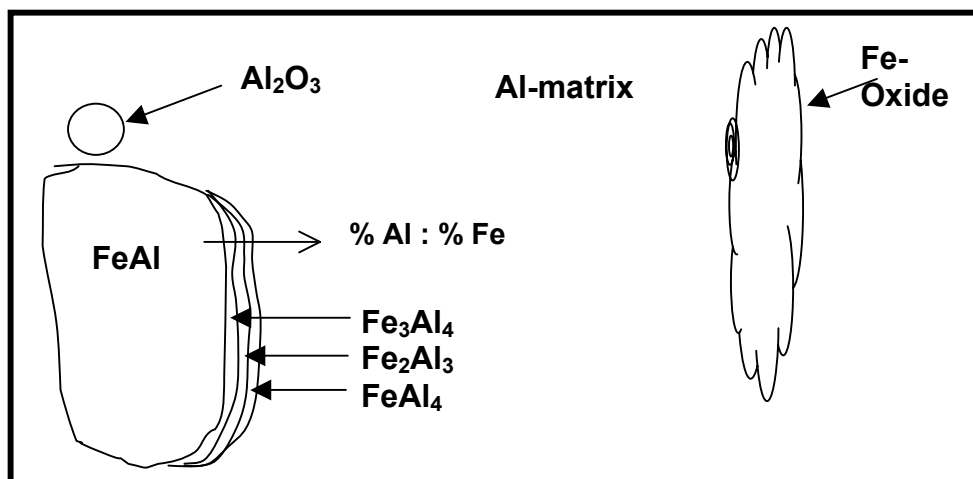 Al₂O₃
Al-matrix
Fe-
Oxide
FeAl
% Al : % Fe
Fe₃Al₄
Fe₂Al₃
FeAl₄